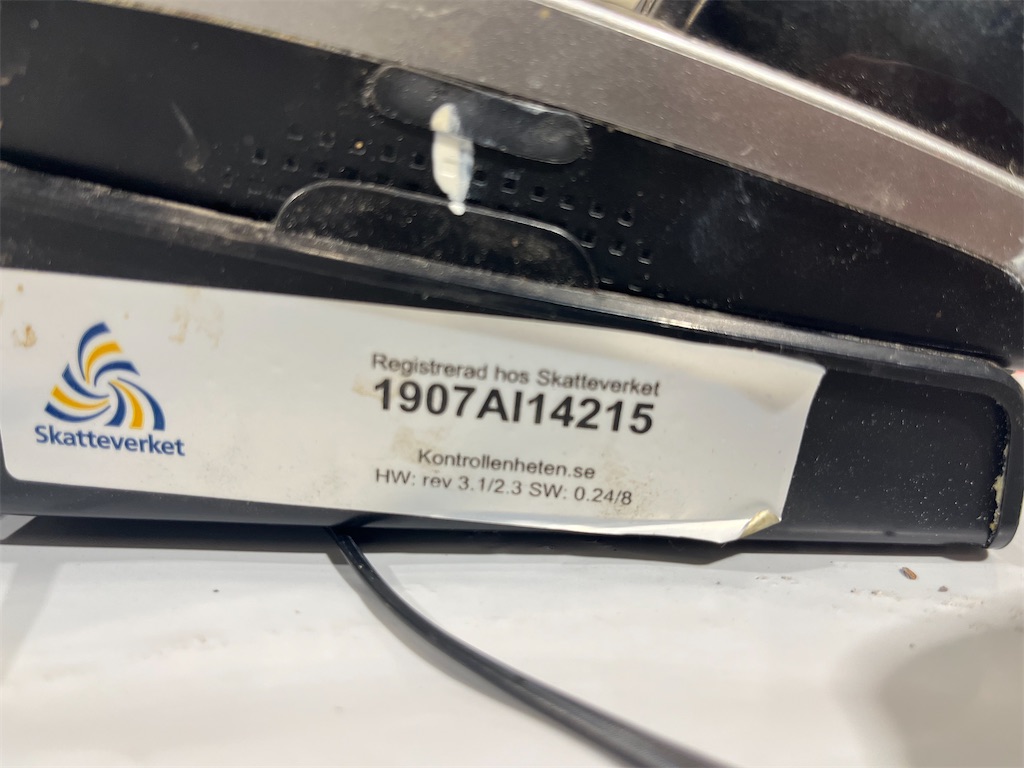 Skatteverket
Registrerad hos Skatteverket
1907AI14215
Kontrollenheten.se
HW: rev 3.1/2.3 SW: 0.24/8